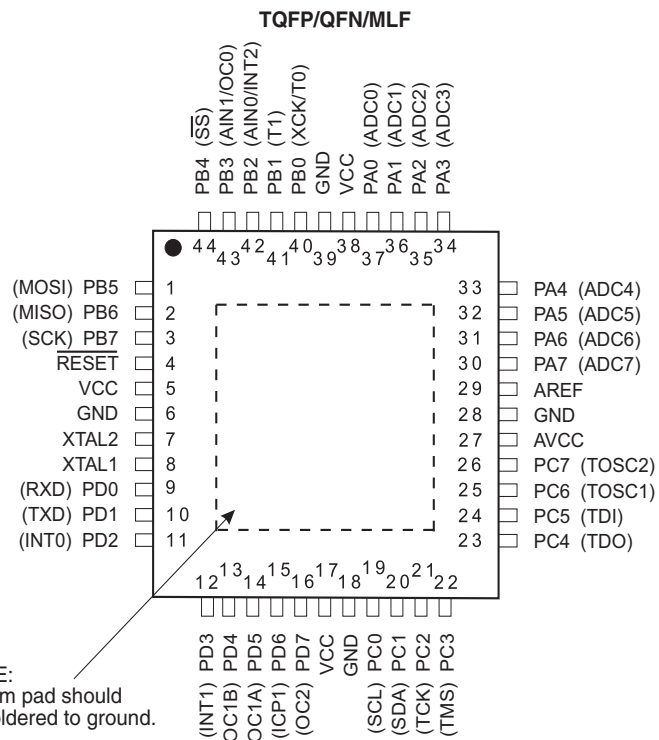 TQFP/QFN/MLF
PB4 (SS)
PB3 (AIN1/OC0)
PB2 (AIN0/INT2)
PB1 (T1)
PB0 (XCK/T0)
GND
VCC
PA0 (ADC0)
PA1 (ADC1)
PA2 (ADC2)
PA3 (ADC3)
44 43 42 41 40 39 38 37 36 35 34
(MOSI) PB5 1
(MISO) PB6 2
(SCK) PB7 3
RESET 4
VCC 5
GND 6
XTAL2 7
XTAL1 8
(RXD) PD0 9
(TXD) PD1 10
(INT0) PD2 11
33 PA4 (ADC4)
32 PA5 (ADC5)
31 PA6 (ADC6)
30 PA7 (ADC7)
29 AREF
28 GND
27 AVCC
26 PC7 (TOSC2)
25 PC6 (TOSC1)
24 PC5 (TDI)
23 PC4 (TDO)
12 13 14 15 16 17 18 19 20 21 22
(INT1) PD3
OC1B) PD4
OC1A) PD5
(ICP1) PD6
(OC2) PD7
VCC
GND
(SCL) PC0
(SDA) PC1
(TCK) PC2
(TMS) PC3
E:
m pad should
ldered to ground.